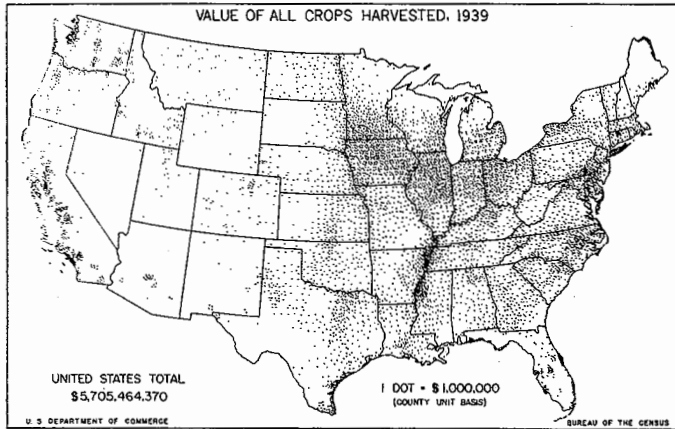 VALUE OF ALL CROPS HARVESTED, 1939
UNITED STATES TOTAL
$5,705,464,370
1 DOT = $1,000,000
(COUNTY UNIT BASIS)
U. S DEPARTMENT OF COMMERCE
BUREAU OF THE CENSUS